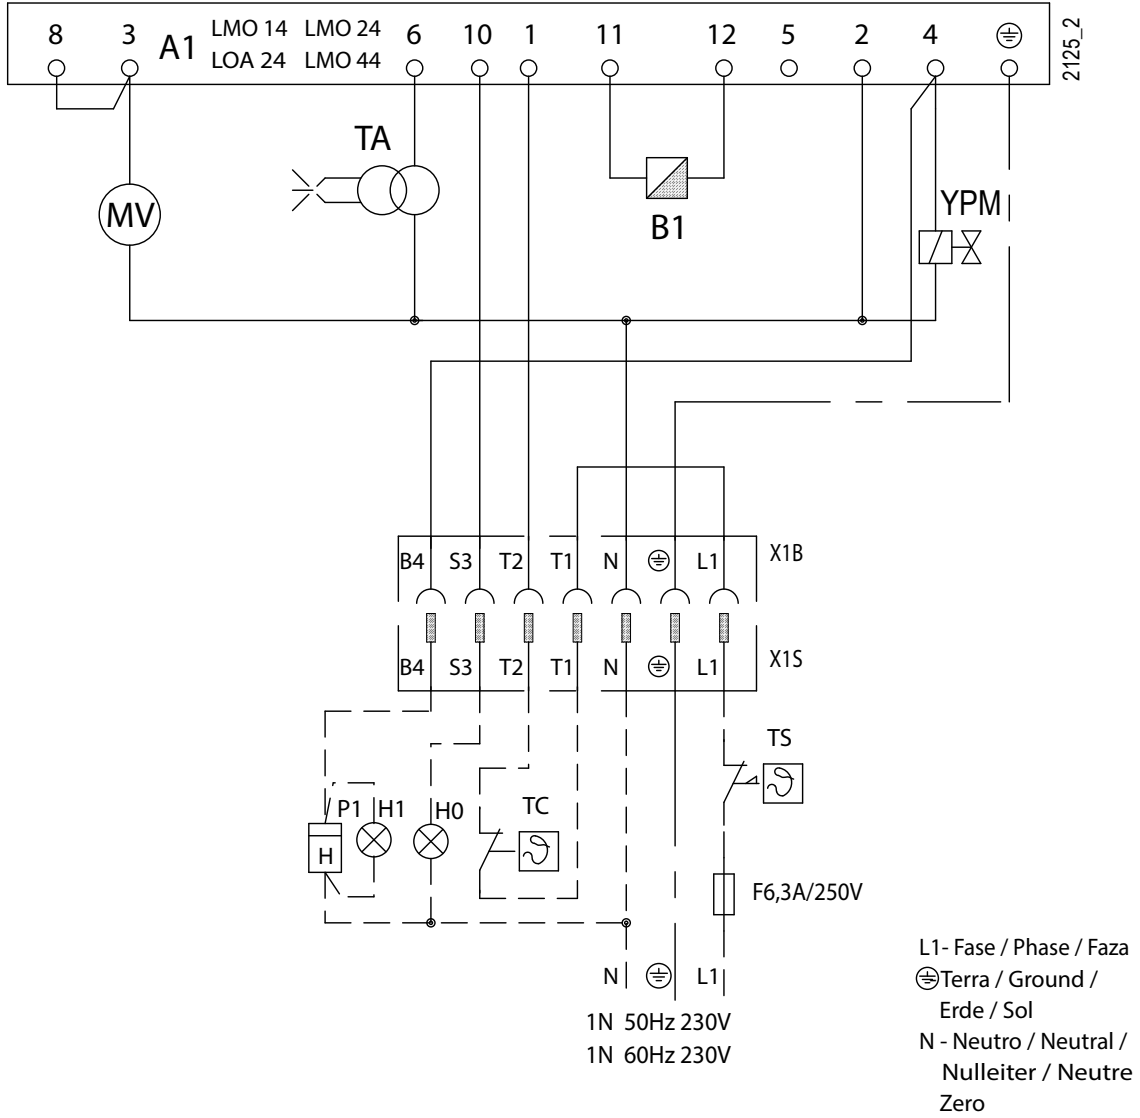 8 3 A1 LMO 14 LMO 24 6 10 1 11 12 5 2 4
LOA 24 LMO 44
2125_2
TA
MV
B1
YPM
B4 S3 T2 T1 N L1 X1B
B4 S3 T2 T1 N L1 X1S
TS
P1 H1 H0 TC
H
F6,3A/250V
N L1
1N 50Hz 230V
1N 60Hz 230V
L1- Fase / Phase / Faza
Terra / Ground /
Erde / Sol
N - Neutro / Neutral /
Nulleiter / Neutre
Zero